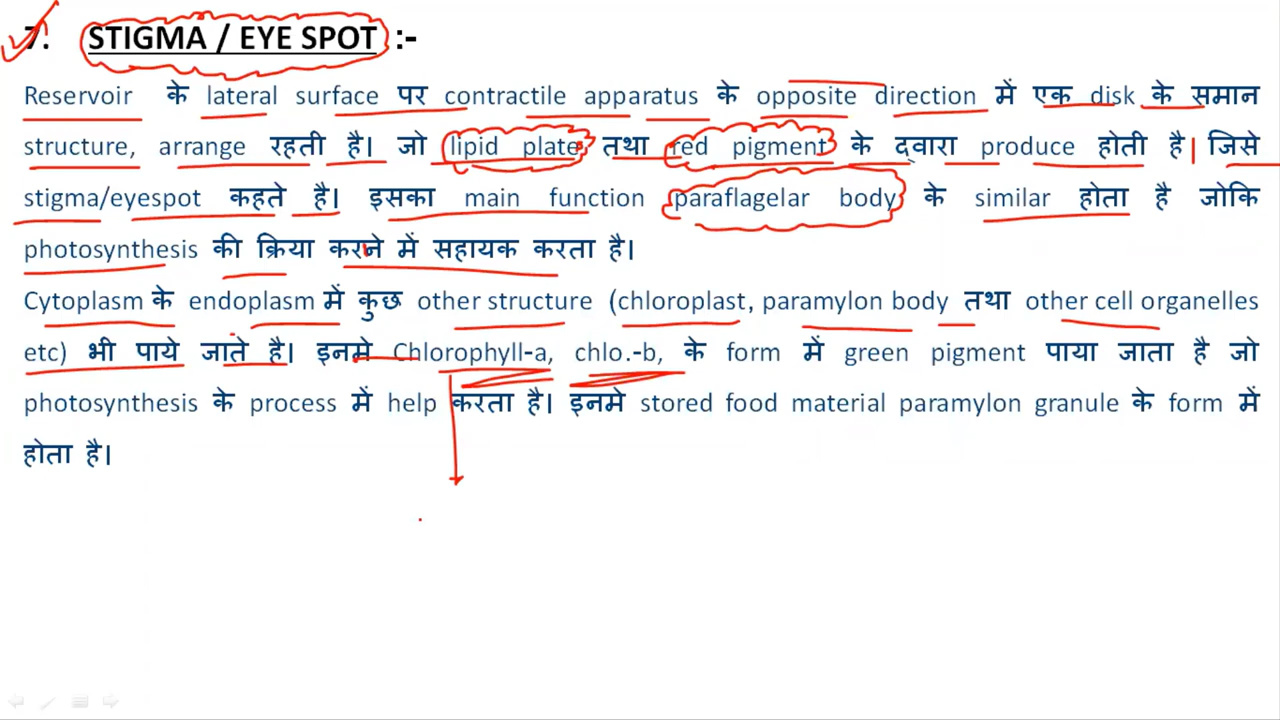 7. STIGMA / EYE SPOT :-
Reservoir के lateral surface पर contractile apparatus के opposite direction में एक disk के समान
structure, arrange रहती है। जो lipid plate तथा red pigment के द्वारा produce होती है। जिसे
stigma/eyespot कहते है। इसका main function paraflagelar body के similar होता है जोकि
photosynthesis की क्रिया करने में सहायक करता है।
Cytoplasm के endoplasm में कुछ other structure (chloroplast, paramylon body तथा other cell organelles
etc) भी पाये जाते है। इनमे Chlorophyll-a, chlo.-b, के form में green pigment पाया जाता है जो
photosynthesis के process में help करता है। इनमे stored food material paramylon granule के form में
होता है।